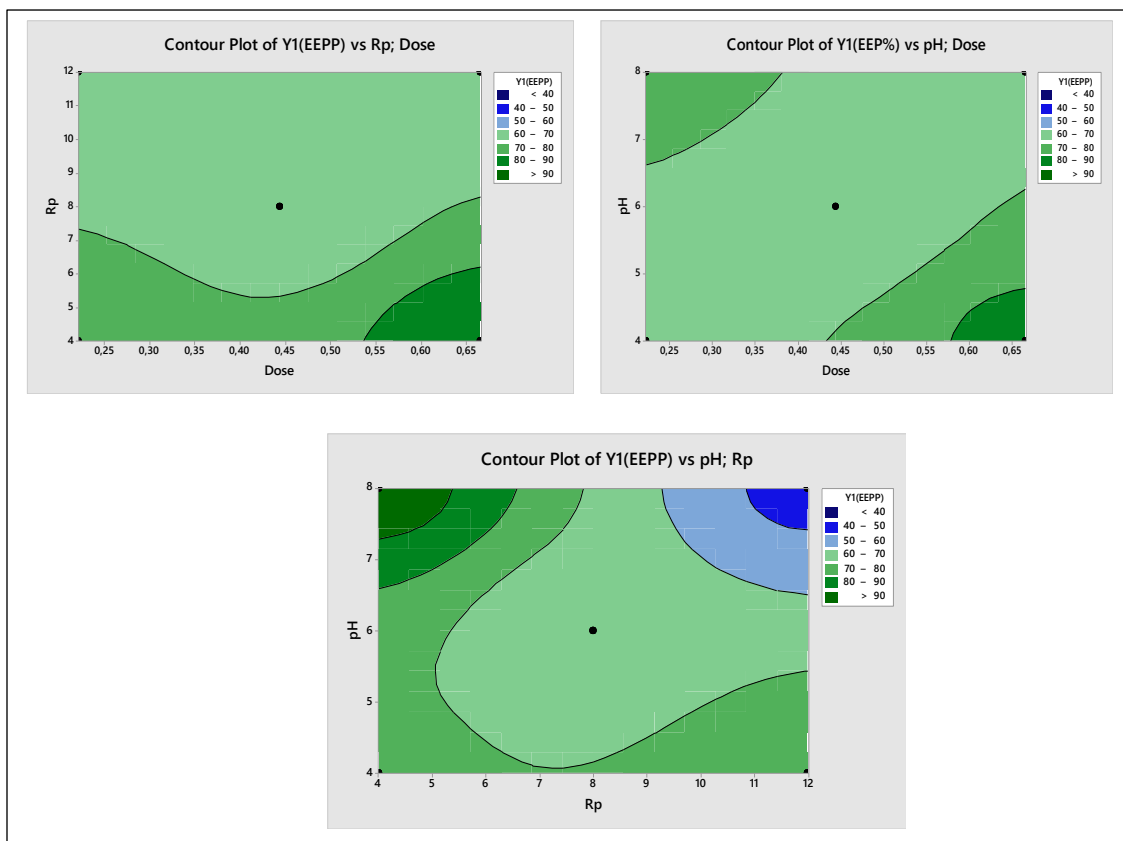 Contour Plot of Y1(EEPP) vs Rp; Dose
Y1(EEPP)
< 40
40 – 50
50 – 60
60 – 70
70 – 80
80 – 90
> 90
12
11
10
9
8
7
6
5
4
Rp
0,25 0,30 0,35 0,40 0,45 0,50 0,55 0,60 0,65
Dose
Contour Plot of Y1(EEP%) vs pH; Dose
Y1(EEPP)
< 40
40 – 50
50 – 60
60 – 70
70 – 80
80 – 90
> 90
8
7
6
5
4
pH
0,25 0,30 0,35 0,40 0,45 0,50 0,55 0,60 0,65
Dose
Contour Plot of Y1(EEPP) vs pH; Rp
Y1(EEPP)
< 40
40 – 50
50 – 60
60 – 70
70 – 80
80 – 90
> 90
8
7
6
5
4
pH
4 5 6 7 8 9 10 11 12
Rp